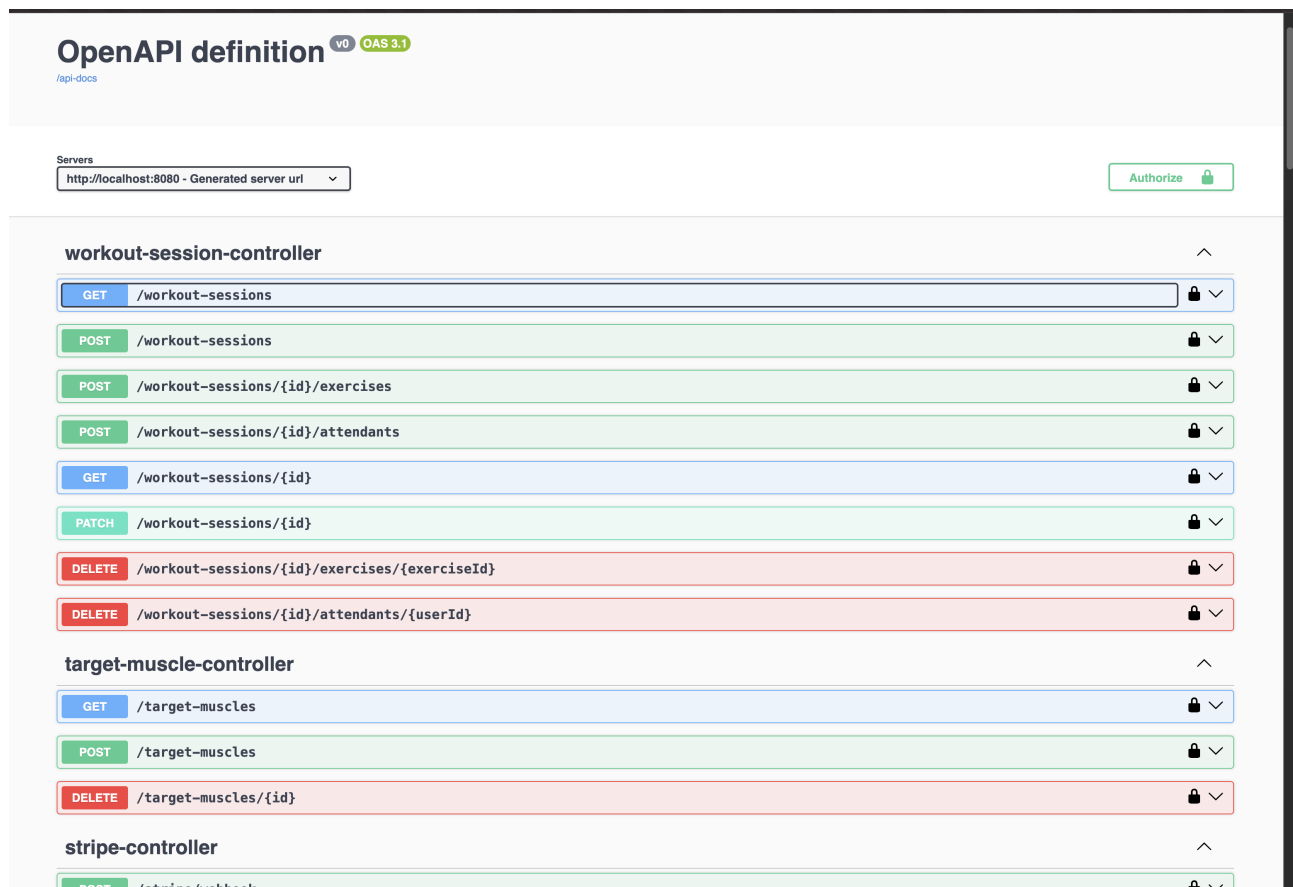 OpenAPI definition v0 OAS 3.1
/api-docs
Servers
http://localhost:8080 - Generated server url
Authorize
workout-session-controller
GET /workout-sessions
POST /workout-sessions
POST /workout-sessions/{id}/exercises
POST /workout-sessions/{id}/attendants
GET /workout-sessions/{id}
PATCH /workout-sessions/{id}
DELETE /workout-sessions/{id}/exercises/{exerciseId}
DELETE /workout-sessions/{id}/attendants/{userId}
target-muscle-controller
GET /target-muscles
POST /target-muscles
DELETE /target-muscles/{id}
stripe-controller
POST /stripe/webhook